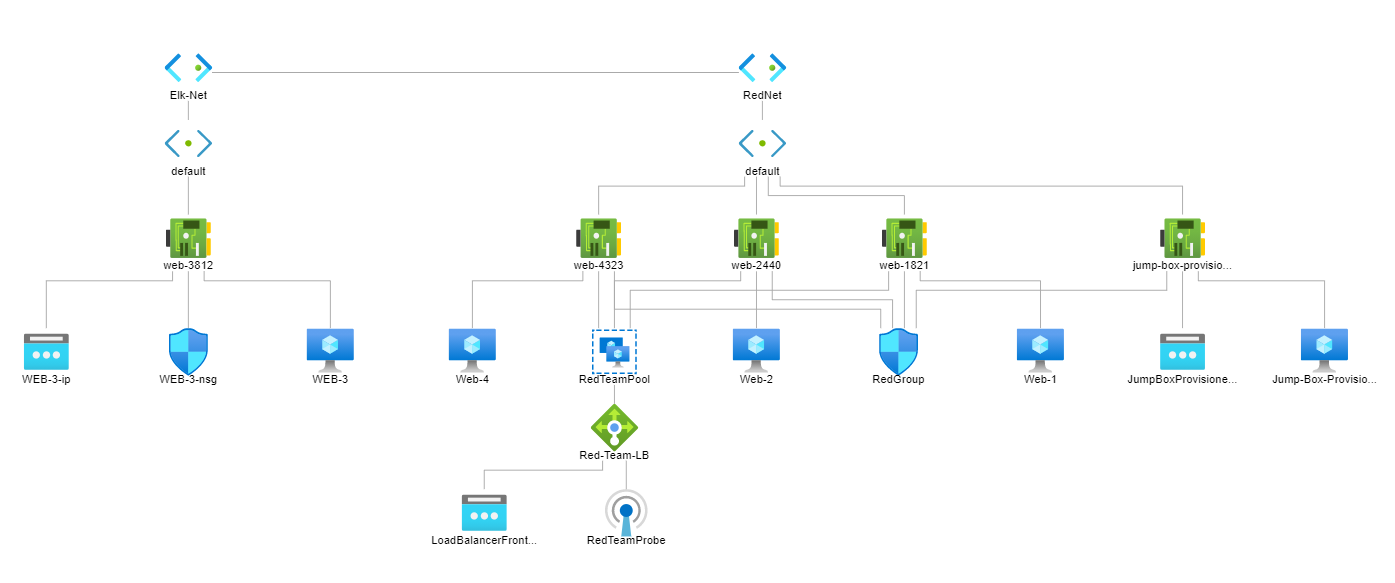 Elk-Net
RedNet
default
default
web-3812
web-4323
web-2440
web-1821
jump-box-provisio...
WEB-3-ip
WEB-3-nsg
WEB-3
Web-4
RedTeamPool
Web-2
RedGroup
Web-1
JumpBoxProvisione...
Jump-Box-Provisio...
Red-Team-LB
LoadBalancerFront...
RedTeamProbe